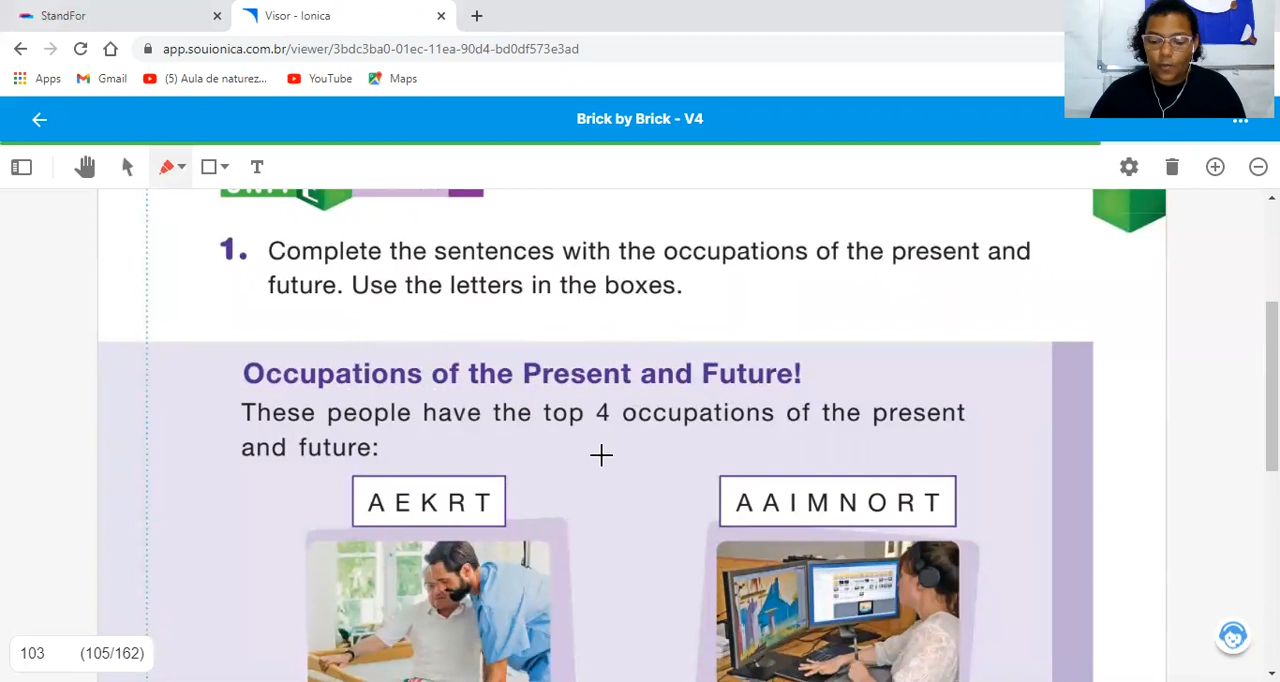 StandFor
Visor - Ionica
app.souionica.com.br/viewer/3bdc3ba0-01ec-11ea-90d4-bd0df573e3ad
Apps
Gmail
(5) Aula de naturez...
YouTube
Maps
Brick by Brick - V4
T
1. Complete the sentences with the occupations of the present and
future. Use the letters in the boxes.
Occupations of the Present and Future!
These people have the top 4 occupations of the present
and future:
A E K R T
A A I M N O R T
103 (105/162)